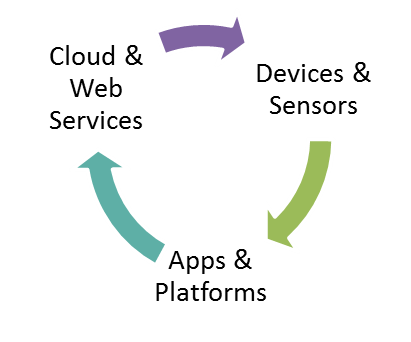 Cloud &
Web
Services
Devices &
Sensors
Apps &
Platforms